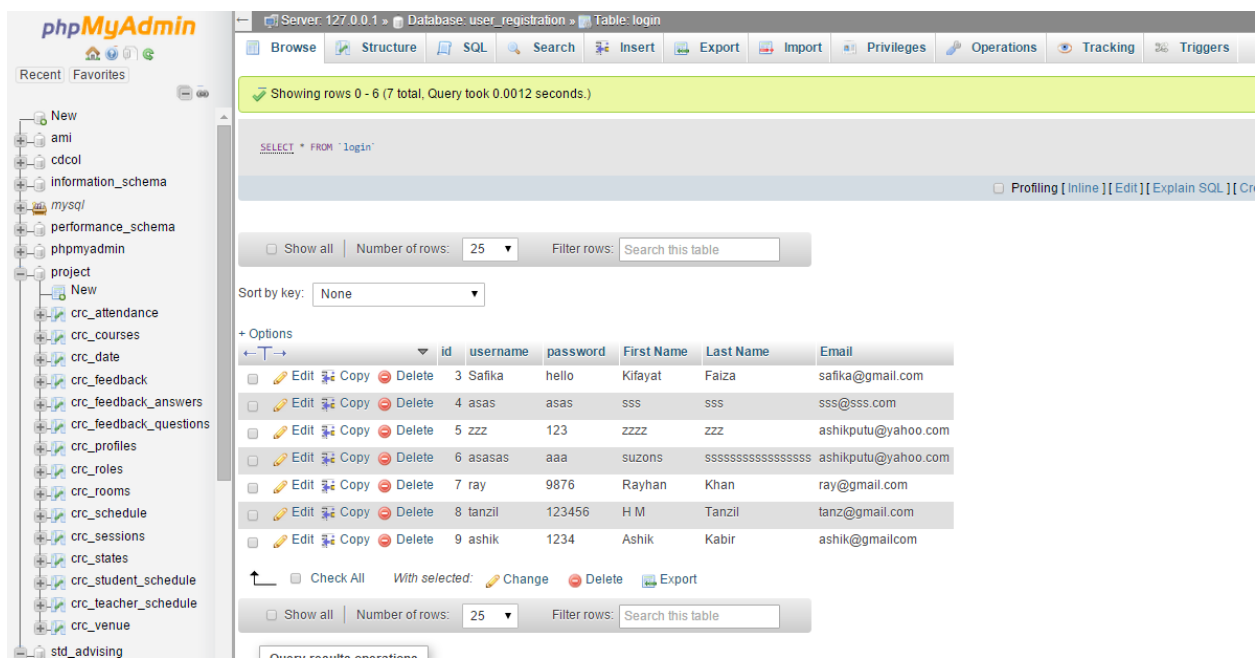 phpMyAdmin
Recent Favorites
New
ami
cdcol
information_schema
mysql
performance_schema
phpmyadmin
project
New
crc_attendance
crc_courses
crc_date
crc_feedback
crc_feedback_answers
crc_feedback_questions
crc_profiles
crc_roles
crc_rooms
crc_schedule
crc_sessions
crc_states
crc_student_schedule
crc_teacher_schedule
crc_venue
std_advising
Server: 127.0.0.1 » Database: user_registration » Table: login
Browse Structure SQL Search Insert Export Import Privileges Operations Tracking Triggers
Showing rows 0 - 6 (7 total, Query took 0.0012 seconds.)
SELECT * FROM `login`
Profiling [ Inline ] [ Edit ] [ Explain SQL ] [ Cr
Show all Number of rows: 25 Filter rows: Search this table
Sort by key: None
+ Options
←T→ id username password First Name Last Name Email
Edit Copy Delete 3 Safika hello Kifayat Faiza safika@gmail.com
Edit Copy Delete 4 asas asas sss sss sss@sss.com
Edit Copy Delete 5 zzz 123 zzzz zzz ashikputu@yahoo.com
Edit Copy Delete 6 asasas aaa suzons sssssssssssssssss ashikputu@yahoo.com
Edit Copy Delete 7 ray 9876 Rayhan Khan ray@gmail.com
Edit Copy Delete 8 tanzil 123456 H M Tanzil tanz@gmail.com
Edit Copy Delete 9 ashik 1234 Ashik Kabir ashik@gmailcom
Check All With selected: Change Delete Export
Show all Number of rows: 25 Filter rows: Search this table
Query results operations